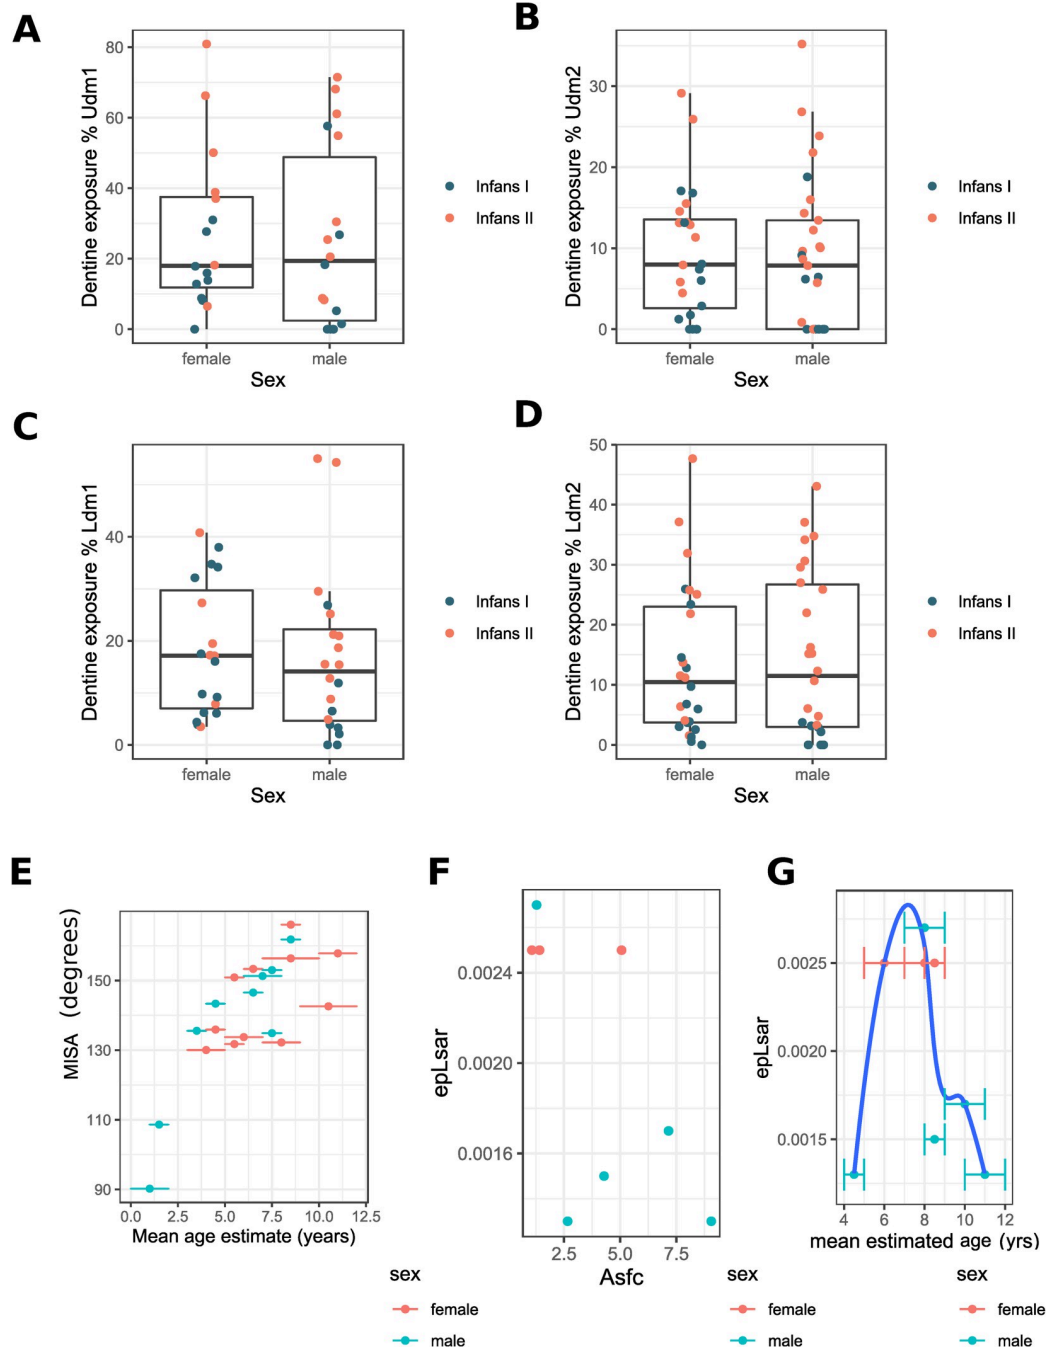 A
Dentine exposure % Udm1
80
60
40
20
0
female
male
Sex
Infans I
Infans II
B
Dentine exposure % Udm2
30
20
10
0
female
male
Sex
Infans I
Infans II
C
Dentine exposure % Ldm1
40
20
0
female
male
Sex
Infans I
Infans II
D
Dentine exposure % Ldm2
50
40
30
20
10
0
female
male
Sex
Infans I
Infans II
E
MISA (degrees)
150
130
110
90
0.0
2.5
5.0
7.5
10.0
12.5
Mean age estimate (years)
sex
female
male
F
epLsar
0.0024
0.0020
0.0016
2.5
5.0
7.5
Asfc
sex
female
male
G
epLsar
0.0025
0.0020
0.0015
4
6
8
10
12
mean estimated age (yrs)
sex
female
male